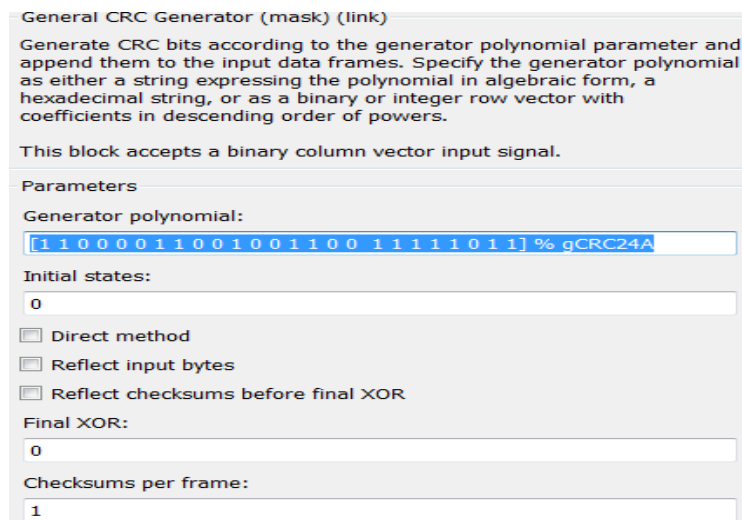 General CRC Generator (mask) (link)
Generate CRC bits according to the generator polynomial parameter and
append them to the input data frames. Specify the generator polynomial
as either a string expressing the polynomial in algebraic form, a
hexadecimal string, or as a binary or integer row vector with
coefficients in descending order of powers.
This block accepts a binary column vector input signal.
Parameters
Generator polynomial:
[1 1 0 0 0 0 1 1 0 0 1 0 0 1 1 0 0  1 1 1 1 1 0 1 1] % gCRC24A
Initial states:
0
Direct method
Reflect input bytes
Reflect checksums before final XOR
Final XOR:
0
Checksums per frame:
1